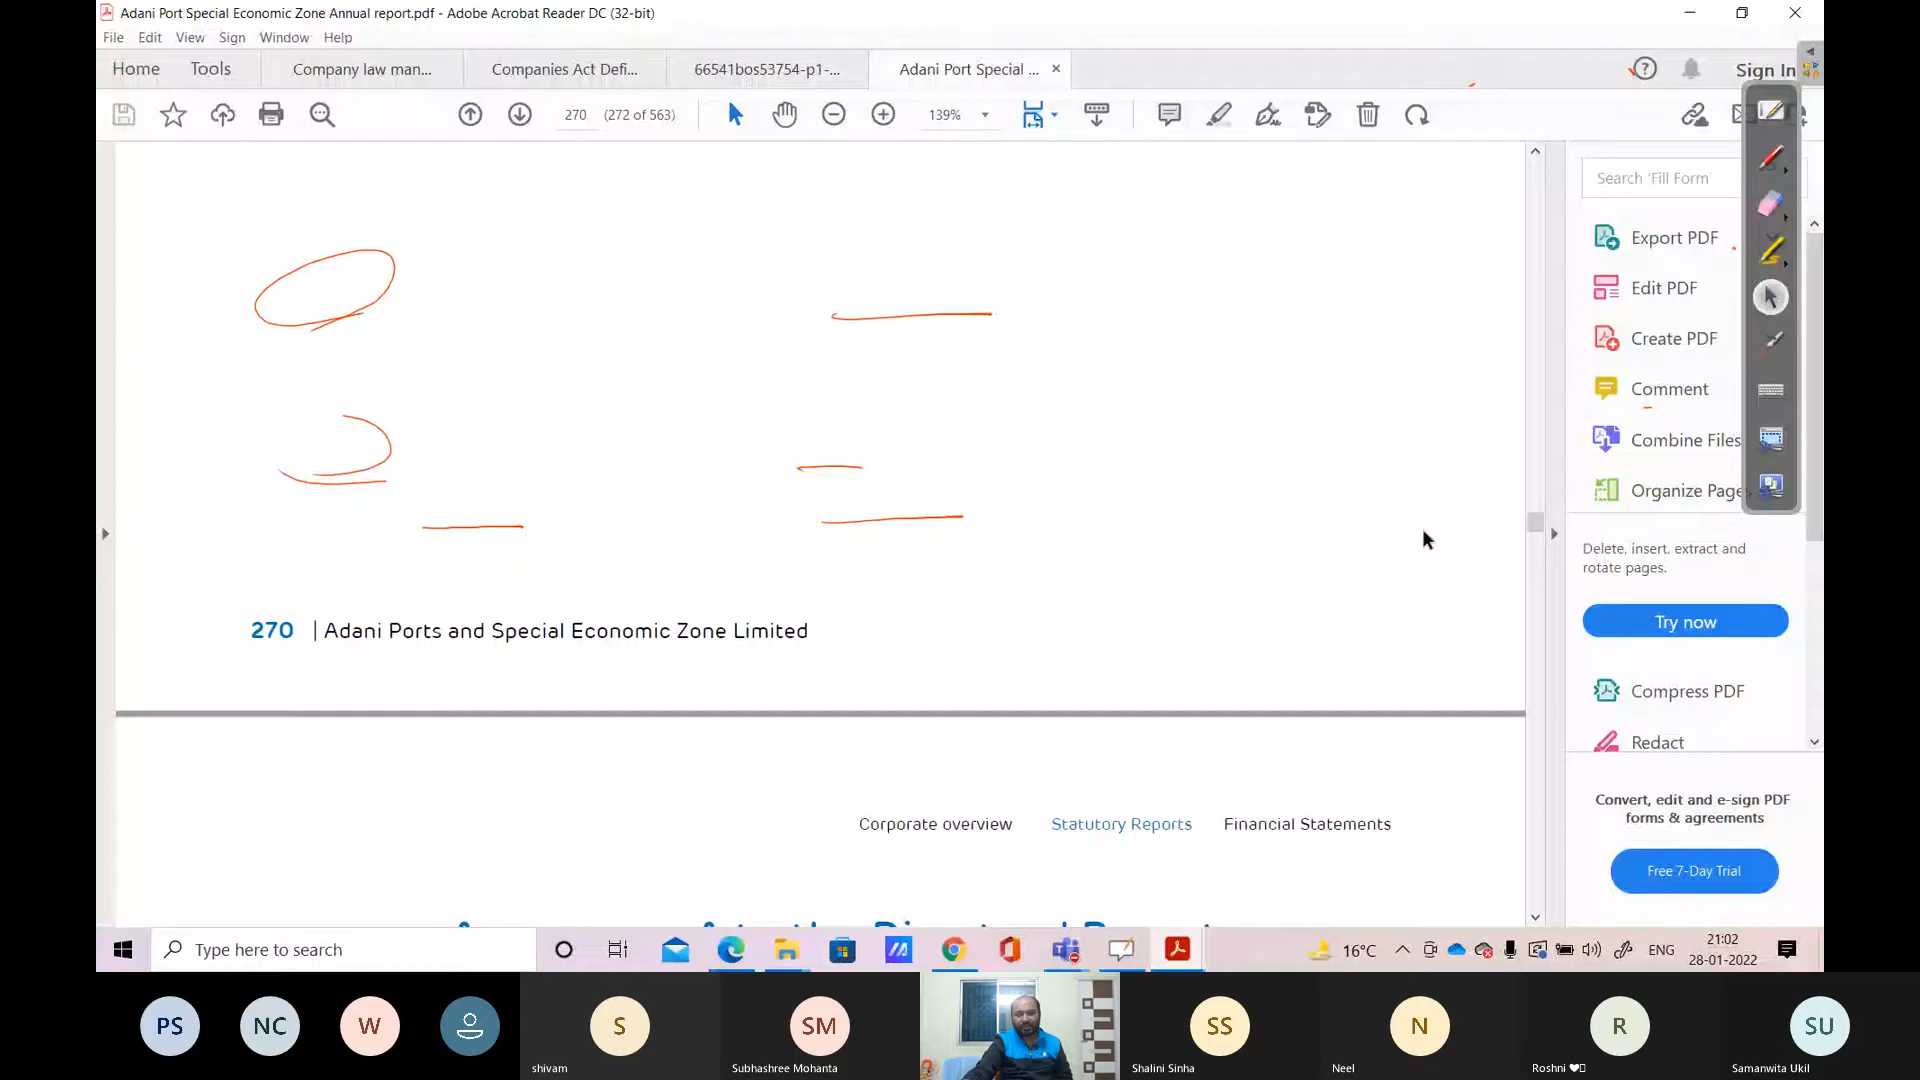 Adani Port Special Economic Zone Annual report.pdf - Adobe Acrobat Reader DC (32-bit)
File Edit View Sign Window Help
Home Tools Company law man... Companies Act Defi... 66541bos53754-p1-... Adani Port Special ... Sign In
270 (272 of 563) 139%
Search 'Fill Form'
Export PDF
Edit PDF
Create PDF
Comment
Combine Files
Organize Pages
Delete, insert, extract and
rotate pages.
Try now
Compress PDF
Redact
Convert, edit and e-sign PDF
forms & agreements
Free 7-Day Trial
270 | Adani Ports and Special Economic Zone Limited
Corporate overview Statutory Reports Financial Statements
Type here to search
16°C ENG 21:02
28-01-2022
PS NC W S SM SS N R SU
shivam Subhashree Mohanta Shalini Sinha Neel Roshni ❤ Samanwita Ukil